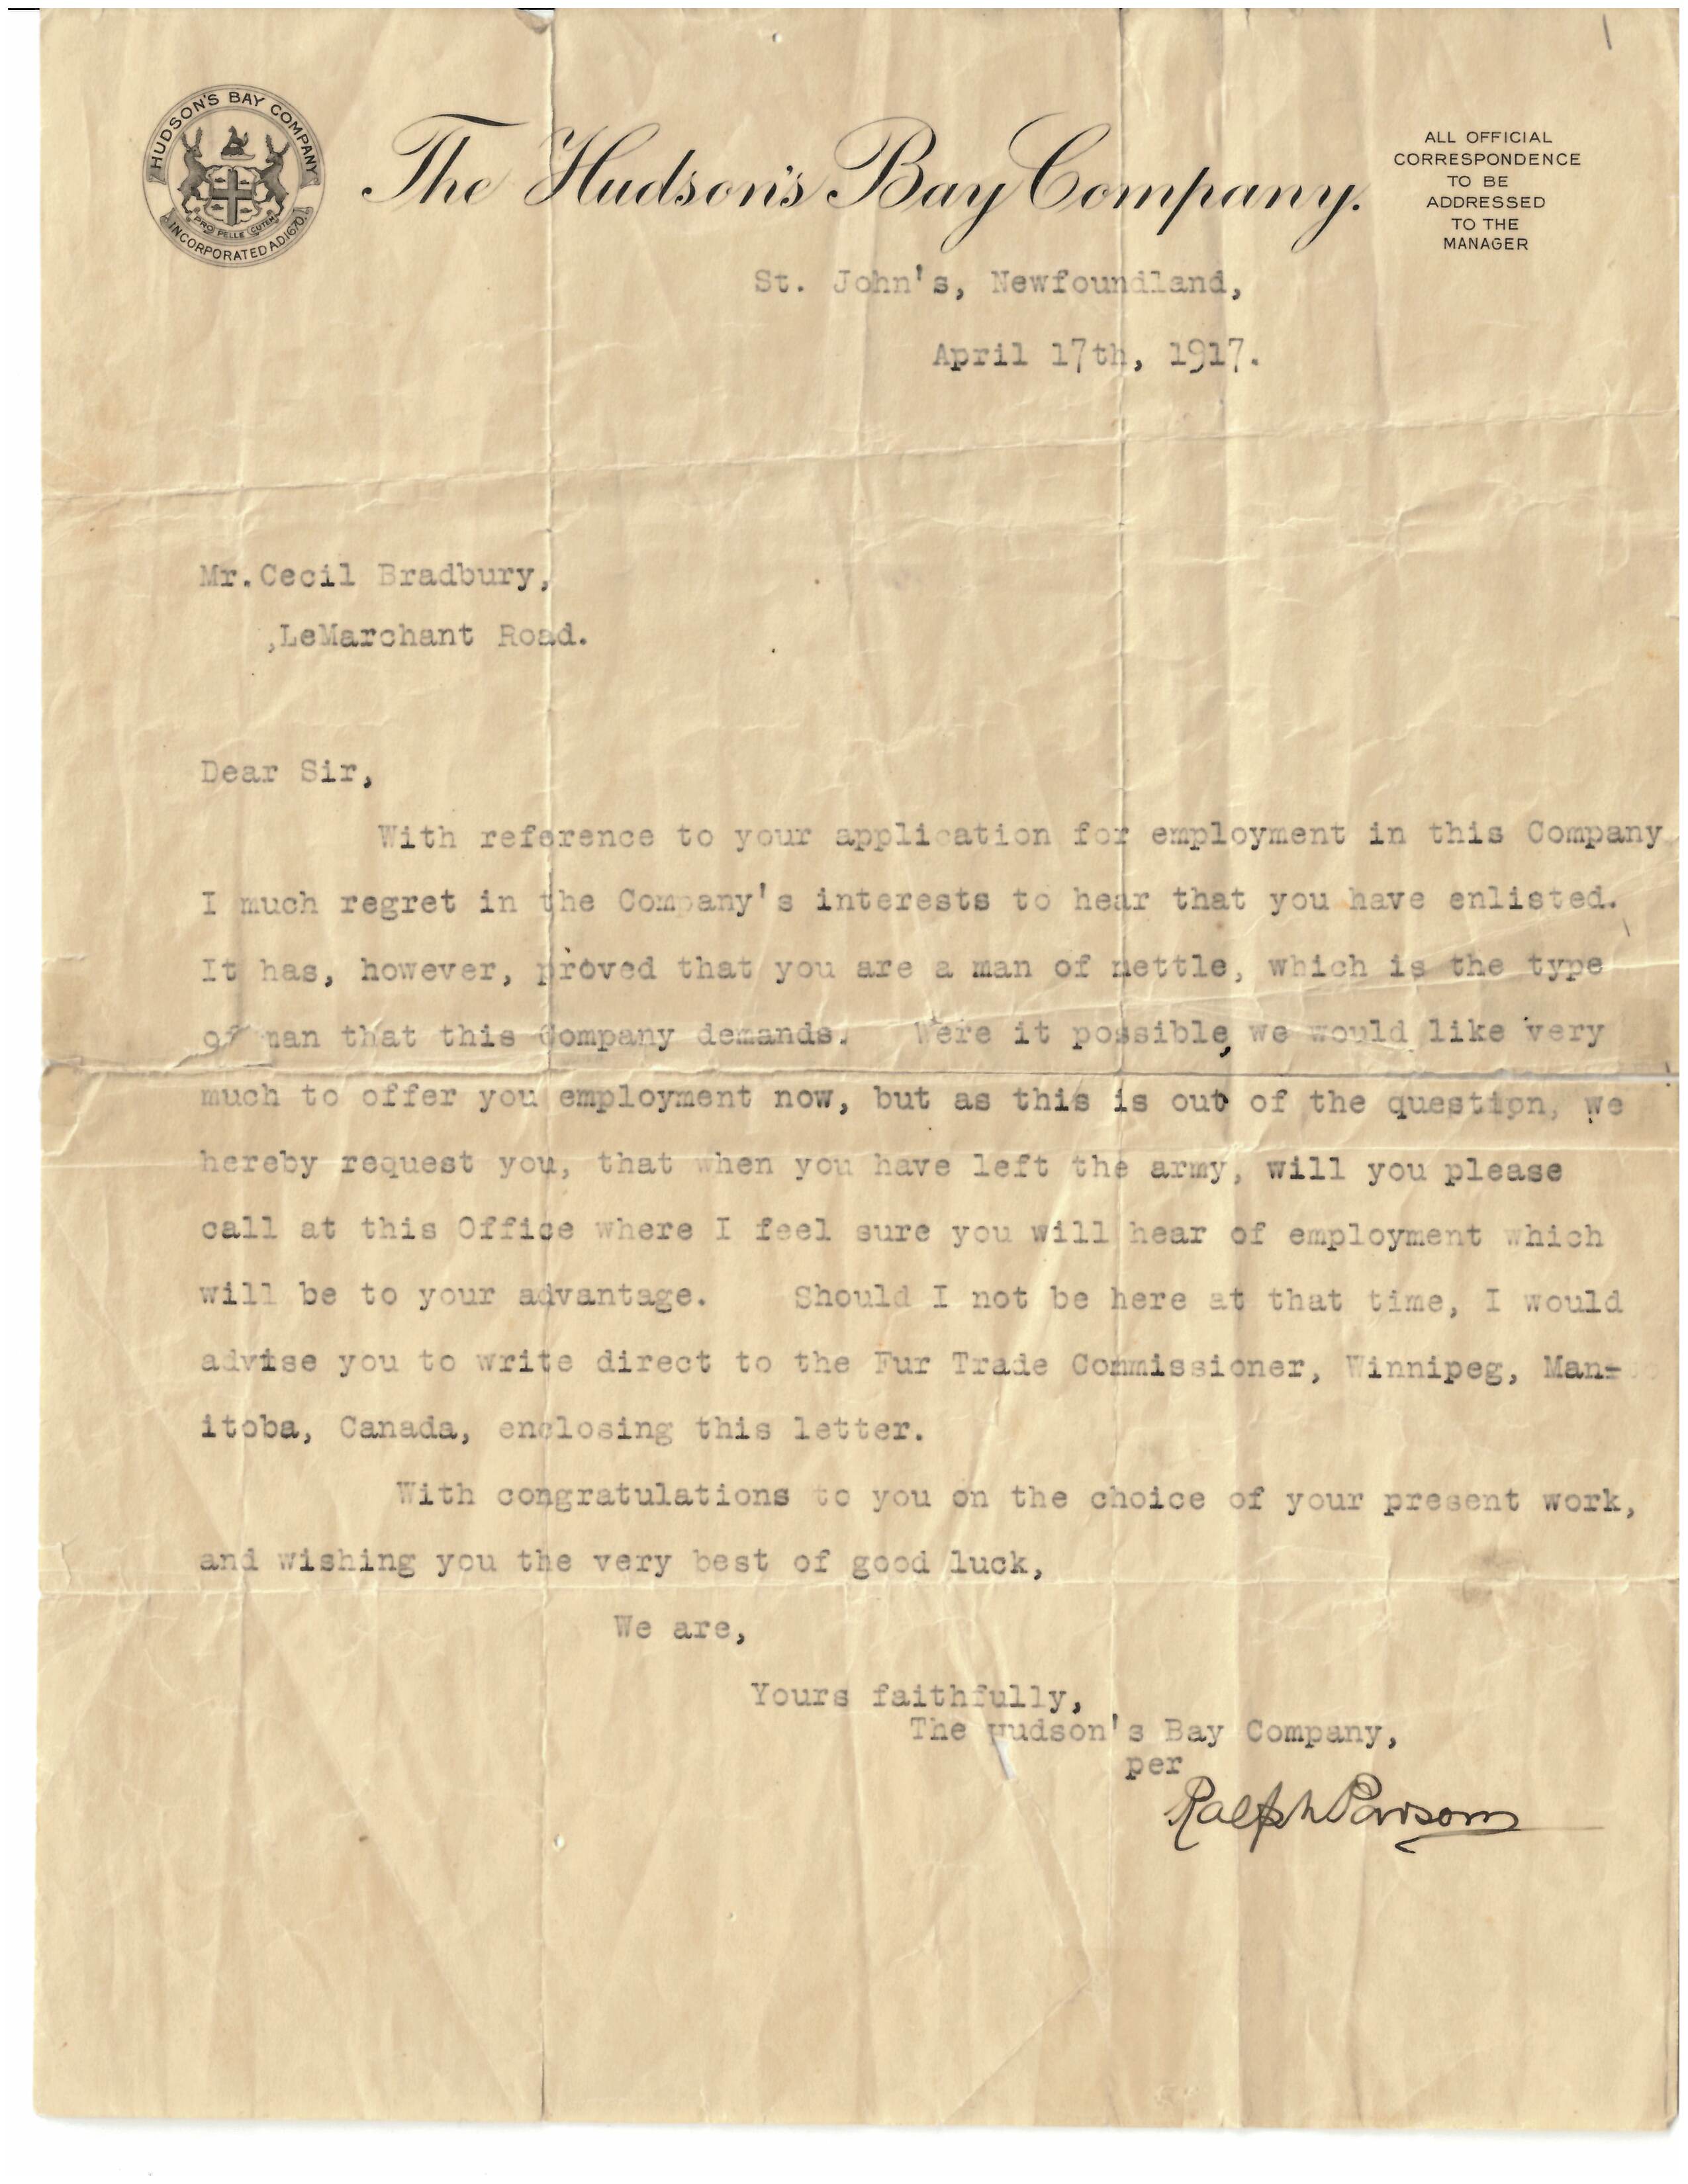 HUDSON'S BAY COMPANY
PRO PELLE CUTEM
INCORPORATED AD 1670.
The Hudson's Bay Company.
ALL OFFICIAL
CORRESPONDENCE
TO BE
ADDRESSED
TO THE
MANAGER
St. John's, Newfoundland,
April 17th, 1917.
Mr. Cecil Bradbury,
,LeMarchant Road.
Dear Sir,
With reference to your application for employment in this Company
I much regret in the Company's interests to hear that you have enlisted.
It has, however, proved that you are a man of mettle, which is the type
of man that this Company demands. Were it possible, we would like very
much to offer you employment now, but as this is out of the question, we
hereby request you, that when you have left the army, will you please
call at this Office where I feel sure you will hear of employment which
will be to your advantage. Should I not be here at that time, I would
advise you to write direct to the Fur Trade Commissioner, Winnipeg, Man-
itoba, Canada, enclosing this letter.
With congratulations to you on the choice of your present work,
and wishing you the very best of good luck,
We are,
Yours faithfully,
The Hudson's Bay Company,
per
Ralph Parsons